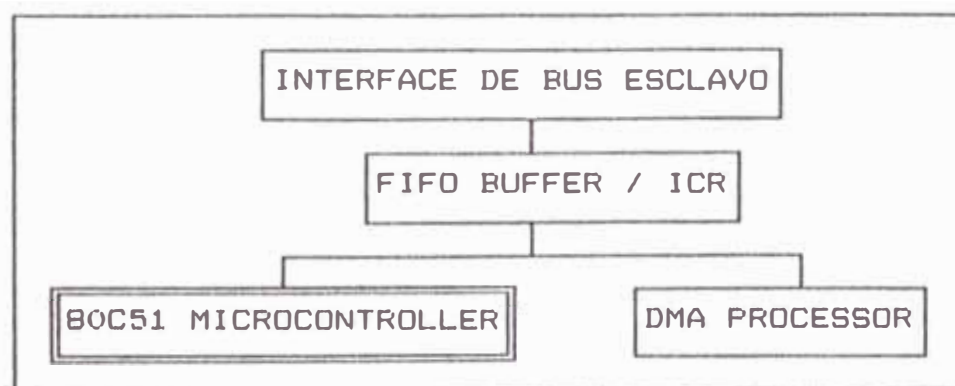 INTERFACE DE BUS ESCLAVO
FIFO BUFFER / ICR
80C51 MICROCONTROLLER
DMA PROCESSOR